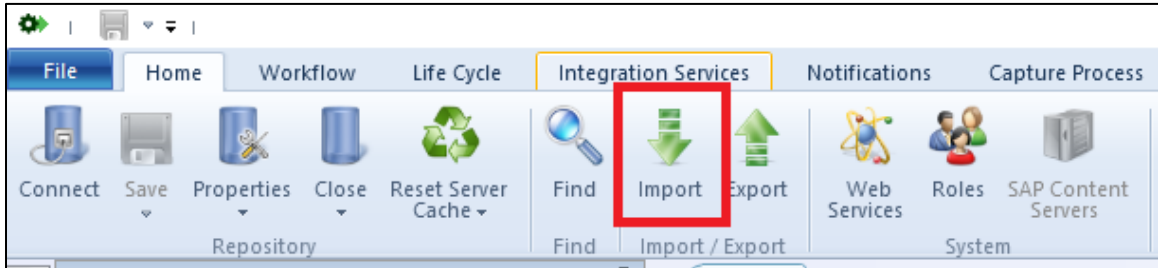 File Home Workflow Life Cycle Integration Services Notifications Capture Process
Connect Save Properties Close Reset Server Cache Find Import Export Web Services Roles SAP Content Servers
Repository Find Import / Export System